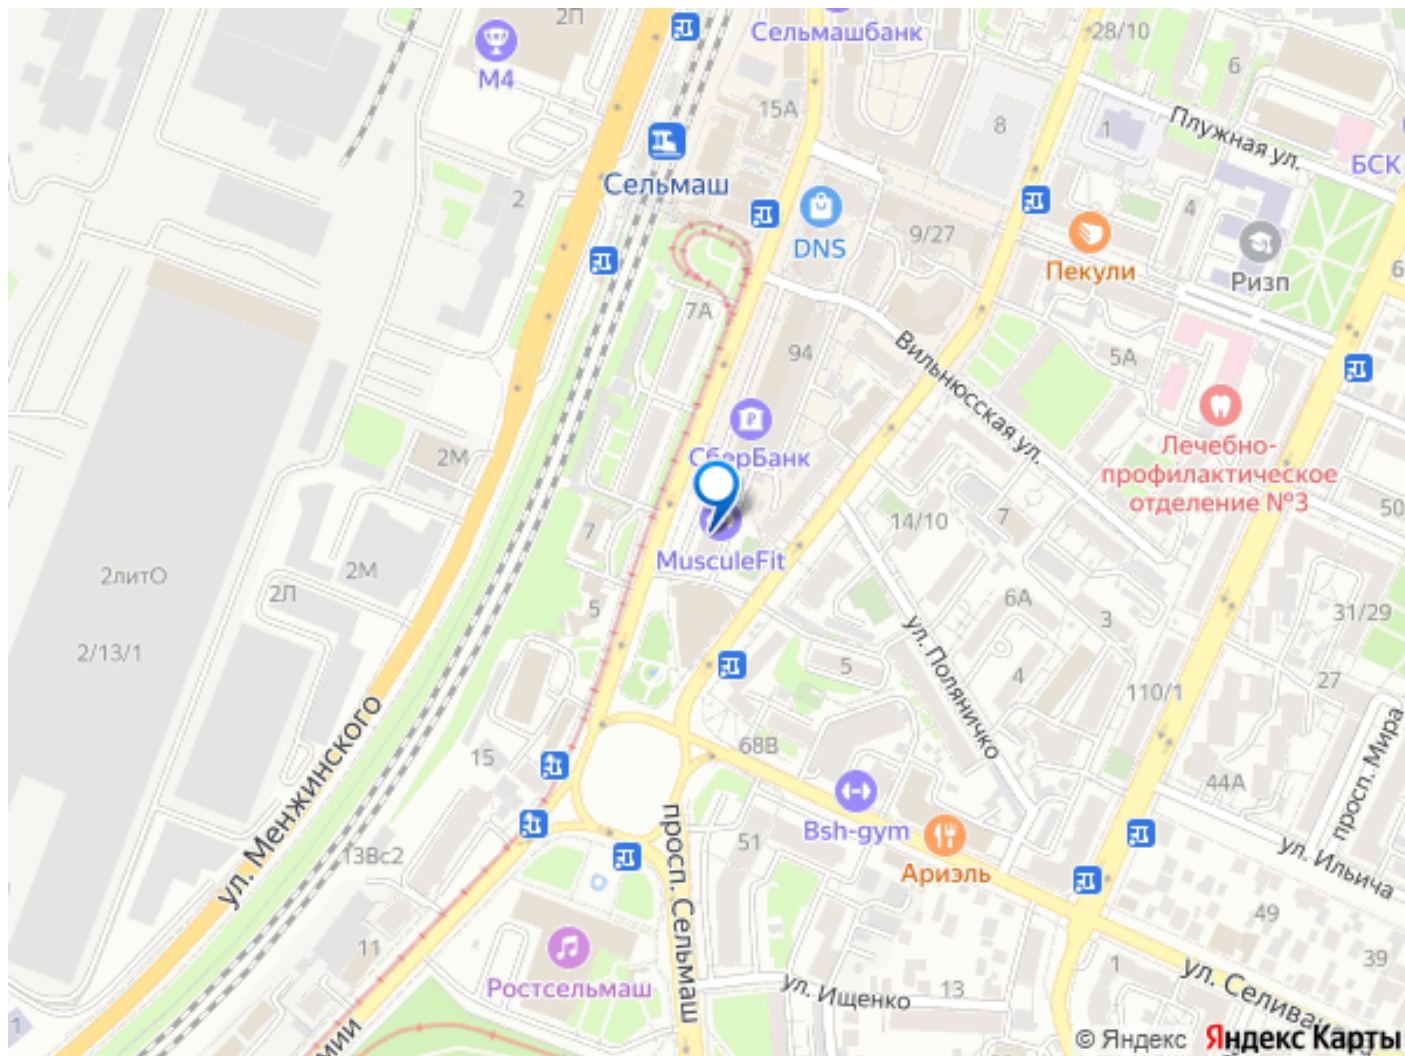 2П
Сельмашбанк
28/10
М4
6
15А
8
1
Плужная ул.
БСК
Сельмаш
2
4
DNS
9/27
Пекули
Ризп
6
7А
94
5А
Вильнюсская ул.
СберБанк
2М
Лечебно-
профилактическое
отделение №3
50
14/10
7
7
MusculeFit
2М
2литО
2Л
6А
5
3
31/29
ул. Поляничко
2/13/1
5
4
27
110/1
ул. Менжинского
68В
15
44А
просп. Мира
Bsh-gym
просп. Сельмаш
51
13Вс2
Ариэль
ул. Ильича
49
11
39
Ростсельмаш
1
ул. Ищенко
13
ул. Селивано
1
мии
© Яндекс Яндекс Карты